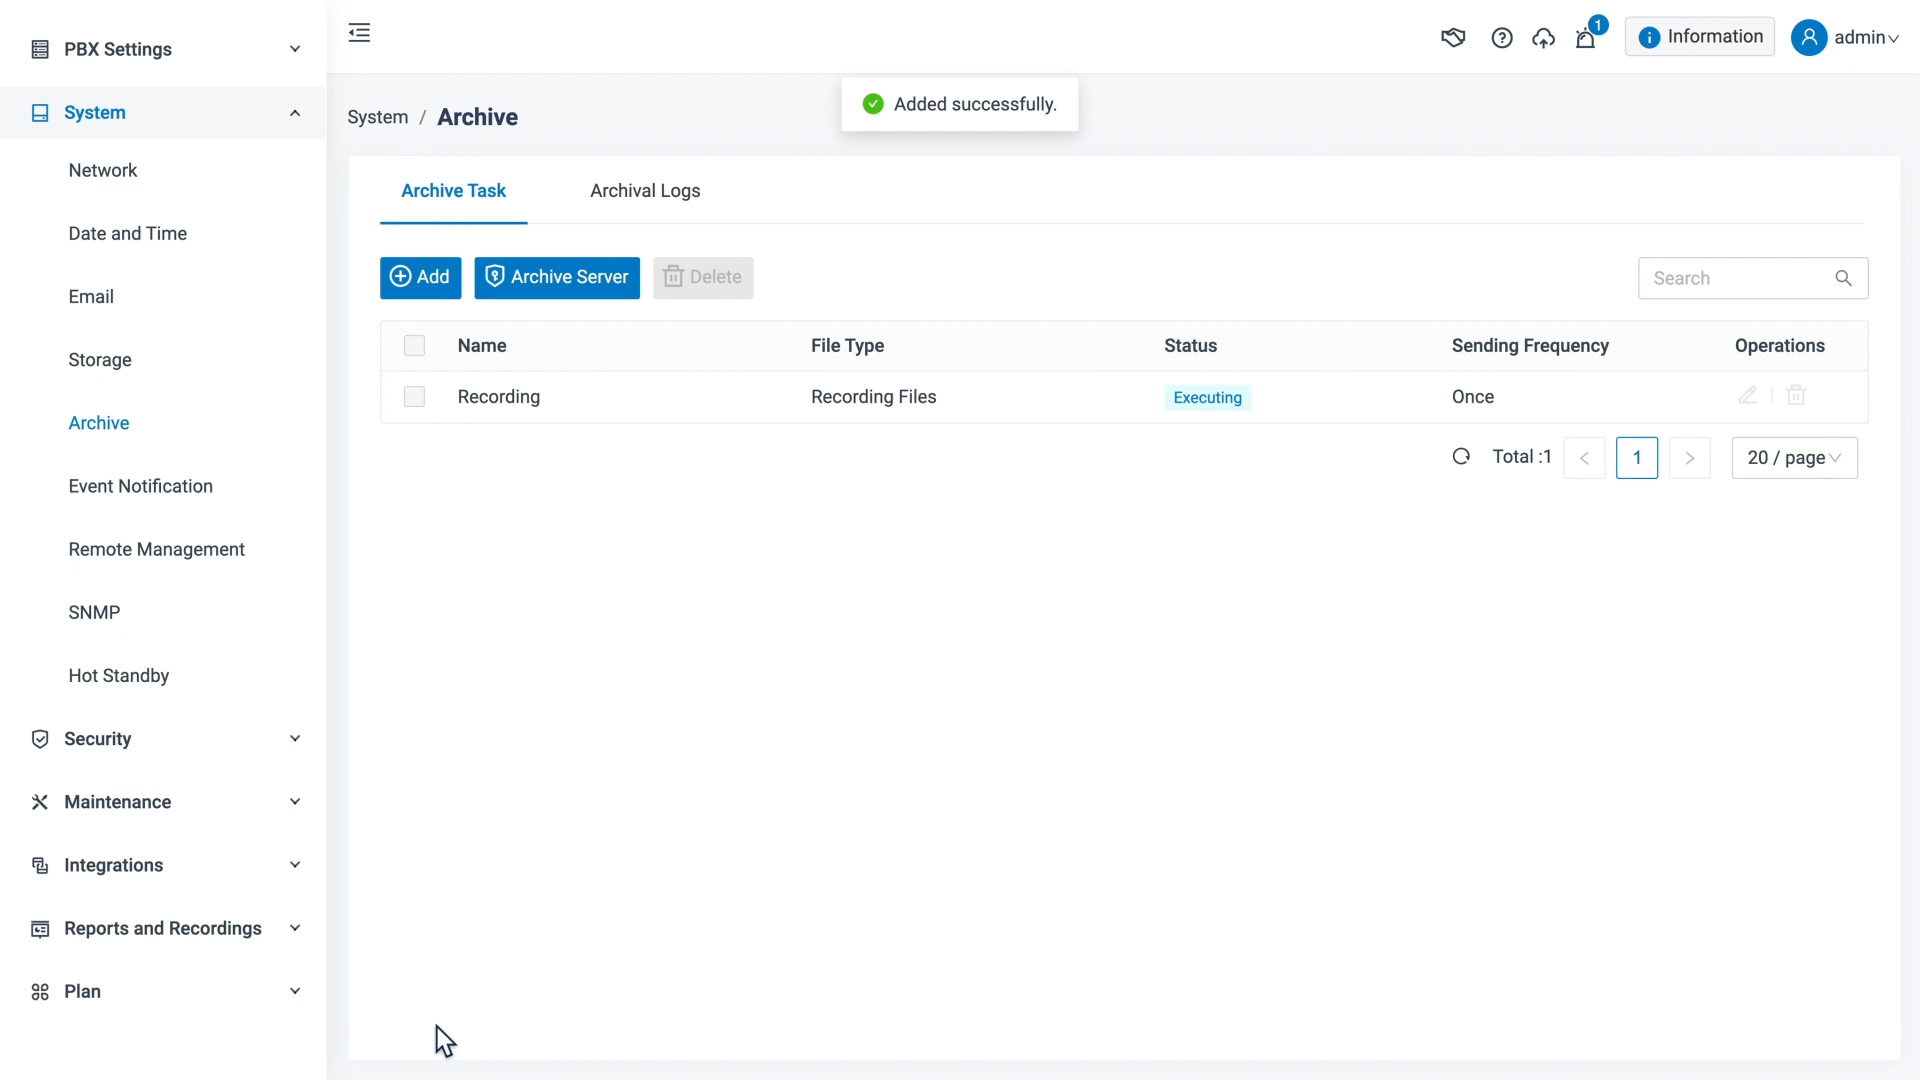 PBX Settings
System
Network
Date and Time
Email
Storage
Archive
Event Notification
Remote Management
SNMP
Hot Standby
Security
Maintenance
Integrations
Reports and Recordings
Plan
1
Information
admin
System / Archive
Added successfully.
Archive Task Archival Logs
Add Archive Server Delete Search
Name File Type Status Sending Frequency Operations
Recording Recording Files Executing Once
Total :1 < 1 > 20 / page